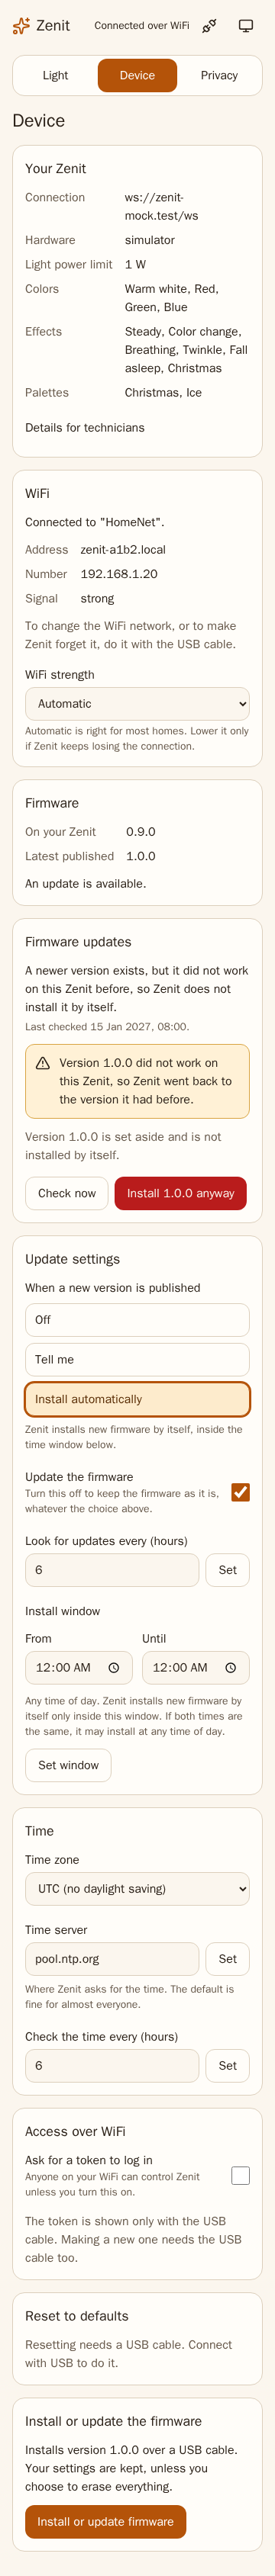 Zenit
Connected over WiFi
Light
Device
Privacy
Device
Your Zenit
Connection
ws://zenit-
mock.test/ws
Hardware
simulator
Light power limit
1 W
Colors
Warm white, Red,
Green, Blue
Effects
Steady, Color change,
Breathing, Twinkle, Fall
asleep, Christmas
Palettes
Christmas, Ice
Details for technicians
WiFi
Connected to "HomeNet".
Address
zenit-a1b2.local
Number
192.168.1.20
Signal
strong
To change the WiFi network, or to make
Zenit forget it, do it with the USB cable.
WiFi strength
Automatic
Automatic is right for most homes. Lower it only
if Zenit keeps losing the connection.
Firmware
On your Zenit
0.9.0
Latest published
1.0.0
An update is available.
Firmware updates
A newer version exists, but it did not work
on this Zenit before, so Zenit does not
install it by itself.
Last checked 15 Jan 2027, 08:00.
Version 1.0.0 did not work on
this Zenit, so Zenit went back to
the version it had before.
Version 1.0.0 is set aside and is not
installed by itself.
Check now
Install 1.0.0 anyway
Update settings
When a new version is published
Off
Tell me
Install automatically
Zenit installs new firmware by itself, inside the
time window below.
Update the firmware
Turn this off to keep the firmware as it is,
whatever the choice above.
Look for updates every (hours)
6
Set
Install window
From
Until
12:00 AM
12:00 AM
Any time of day. Zenit installs new firmware by
itself only inside this window. If both times are
the same, it may install at any time of day.
Set window
Time
Time zone
UTC (no daylight saving)
Time server
pool.ntp.org
Set
Where Zenit asks for the time. The default is
fine for almost everyone.
Check the time every (hours)
6
Set
Access over WiFi
Ask for a token to log in
Anyone on your WiFi can control Zenit
unless you turn this on.
The token is shown only with the USB
cable. Making a new one needs the USB
cable too.
Reset to defaults
Resetting needs a USB cable. Connect
with USB to do it.
Install or update the firmware
Installs version 1.0.0 over a USB cable.
Your settings are kept, unless you
choose to erase everything.
Install or update firmware